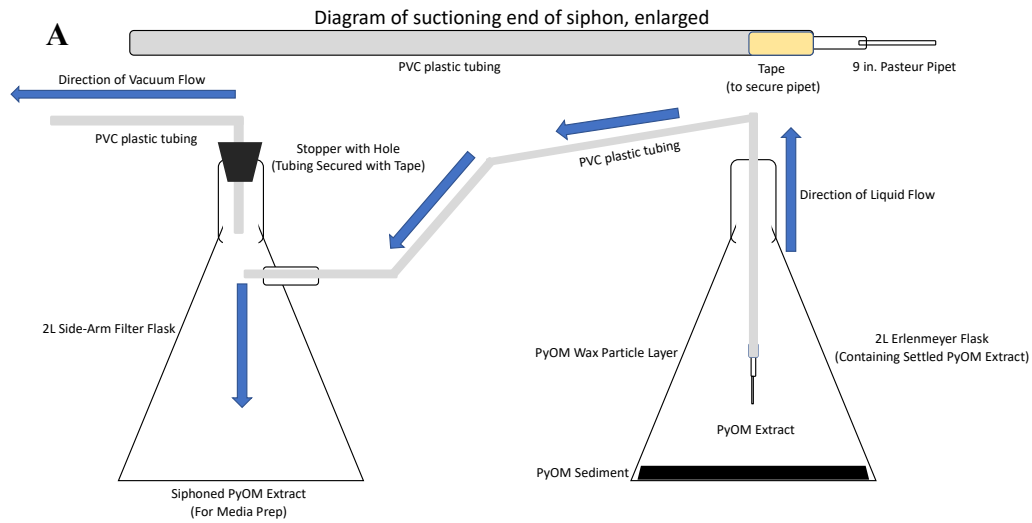 Diagram of suctioning end of siphon, enlarged
A
PVC plastic tubing
Tape
(to secure pipet)
9 in. Pasteur Pipet
Direction of Vacuum Flow
PVC plastic tubing
Stopper with Hole
(Tubing Secured with Tape)
PVC plastic tubing
Direction of Liquid Flow
2L Side-Arm Filter Flask
PyOM Wax Particle Layer
2L Erlenmeyer Flask
(Containing Settled PyOM Extract)
PyOM Extract
PyOM Sediment
Siphoned PyOM Extract
(For Media Prep)